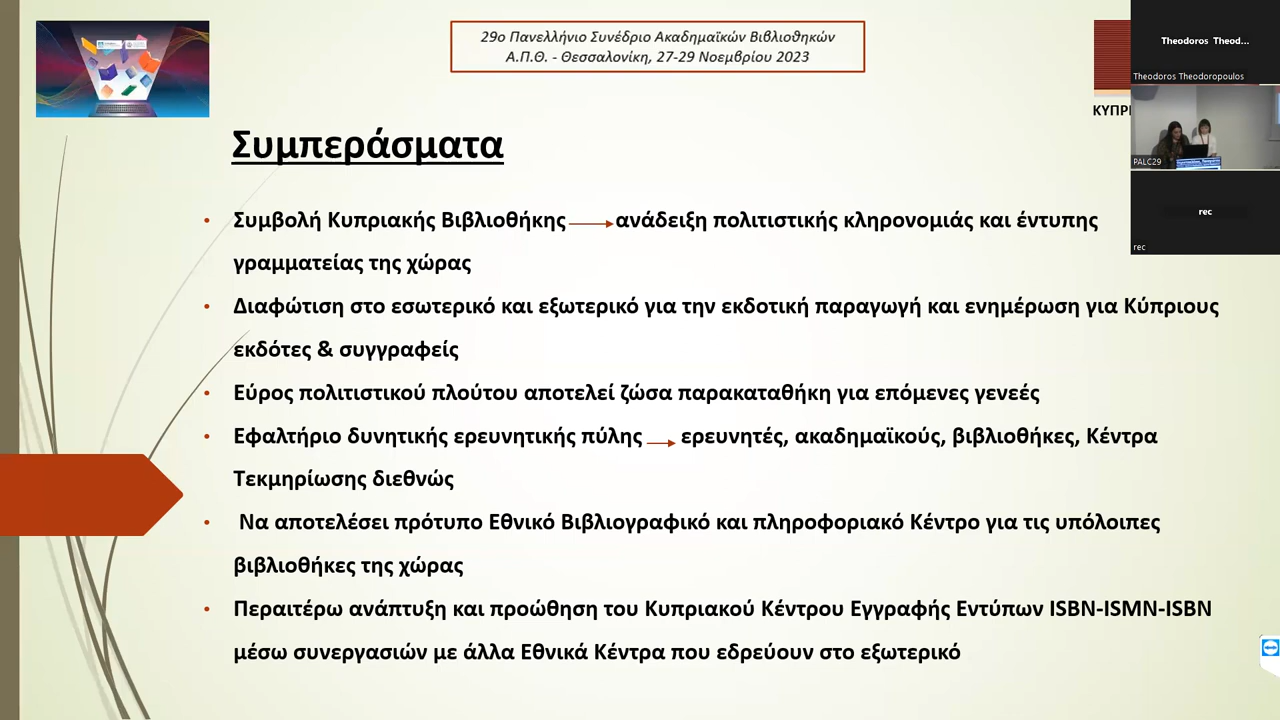 29ο Πανελλήνιο Συνέδριο Ακαδημαϊκών Βιβλιοθηκών
Α.Π.Θ. - Θεσσαλονίκη, 27-29 Νοεμβρίου 2023
ΚΥΠΡΙ
Theodoros Theod...
Theodoros Theodoropoulos
PALC29
rec
rec
Συμπεράσματα
• Συμβολή Κυπριακής Βιβλιοθήκης → ανάδειξη πολιτιστικής κληρονομιάς και έντυπης
γραμματείας της χώρας
• Διαφώτιση στο εσωτερικό και εξωτερικό για την εκδοτική παραγωγή και ενημέρωση για Κύπριους
εκδότες & συγγραφείς
• Εύρος πολιτιστικού πλούτου αποτελεί ζώσα παρακαταθήκη για επόμενες γενεές
• Εφαλτήριο δυνητικής ερευνητικής πύλης → ερευνητές, ακαδημαϊκούς, βιβλιοθήκες, Κέντρα
Τεκμηρίωσης διεθνώς
• Να αποτελέσει πρότυπο Εθνικό Βιβλιογραφικό και πληροφοριακό Κέντρο για τις υπόλοιπες
βιβλιοθήκες της χώρας
• Περαιτέρω ανάπτυξη και προώθηση του Κυπριακού Κέντρου Εγγραφής Εντύπων ISBN-ISMN-ISBN
μέσω συνεργασιών με άλλα Εθνικά Κέντρα που εδρεύουν στο εξωτερικό